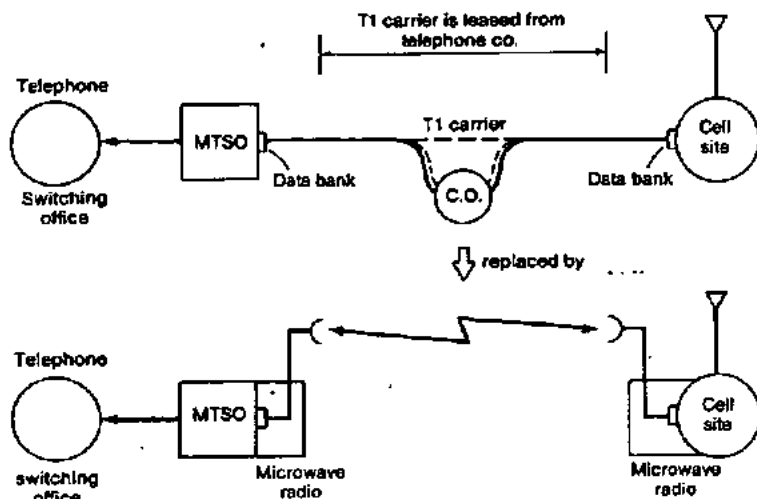 T1 carrier is leased from
telephone co.
Telephone
MTSO
T1 carrier
Cell
site
Data bank
C.O.
Data bank
Switching
office
replaced by
Telephone
MTSO
Cell
site
switching
office
Microwave
radio
Microwave
radio